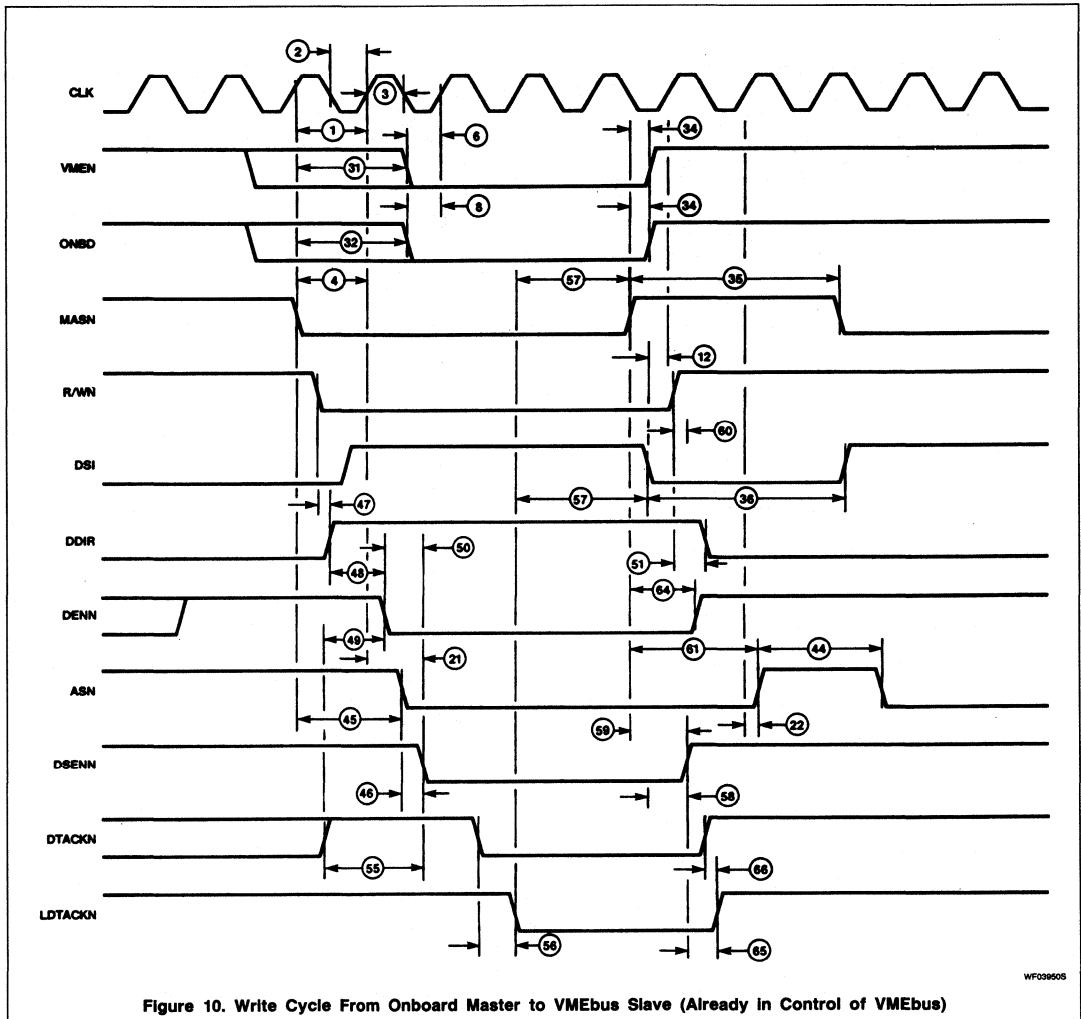 2
CLK
3
1
6
34
VMEN
31
8
34
ONBD
32
4
57
35
MASN
12
R/WN
60
DSI
57
36
47
DDIR
50
51
48
64
DENN
49
21
61
44
ASN
45
59
22
DSENN
46
58
DTACKN
55
66
LDTACKN
56
65
WF03950S
Figure 10. Write Cycle From Onboard Master to VMEbus Slave (Already in Control of VMEbus)